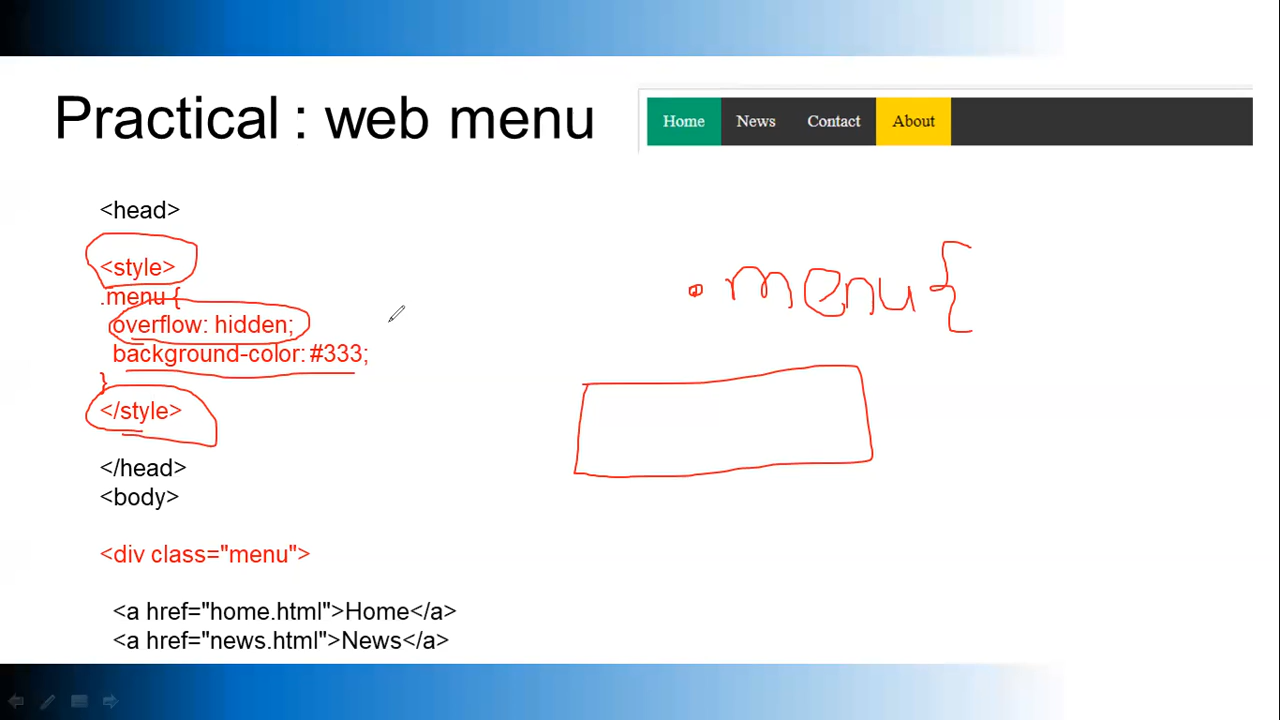 Practical : web menu
Home News Contact About
<head>
<style>
.menu {
overflow: hidden;
background-color: #333;
}
</style>
</head>
<body>
<div class="menu">
<a href="home.html">Home</a>
<a href="news.html">News</a>
.menu{